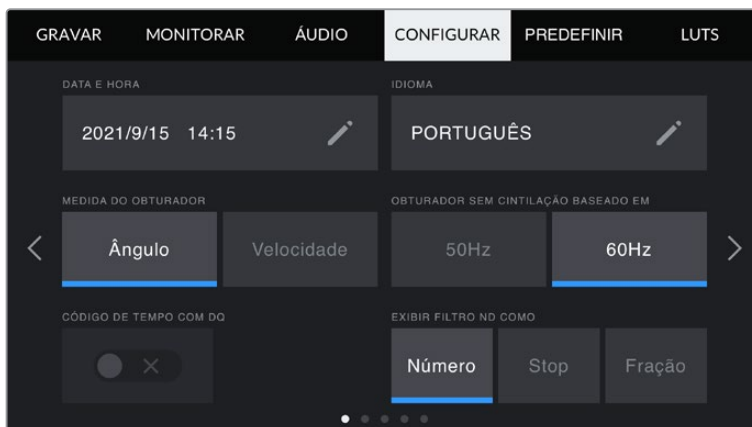 GRAVAR MONITORAR ÁUDIO CONFIGURAR PREDEFINIR LUTS
DATA E HORA IDIOMA
2021/9/15 14:15 PORTUGUÊS
MEDIDA DO OBTURADOR OBTURADOR SEM CINTILAÇÃO BASEADO EM
Ângulo Velocidade 50Hz 60Hz
CÓDIGO DE TEMPO COM DQ EXIBIR FILTRO ND COMO
Número Stop Fração